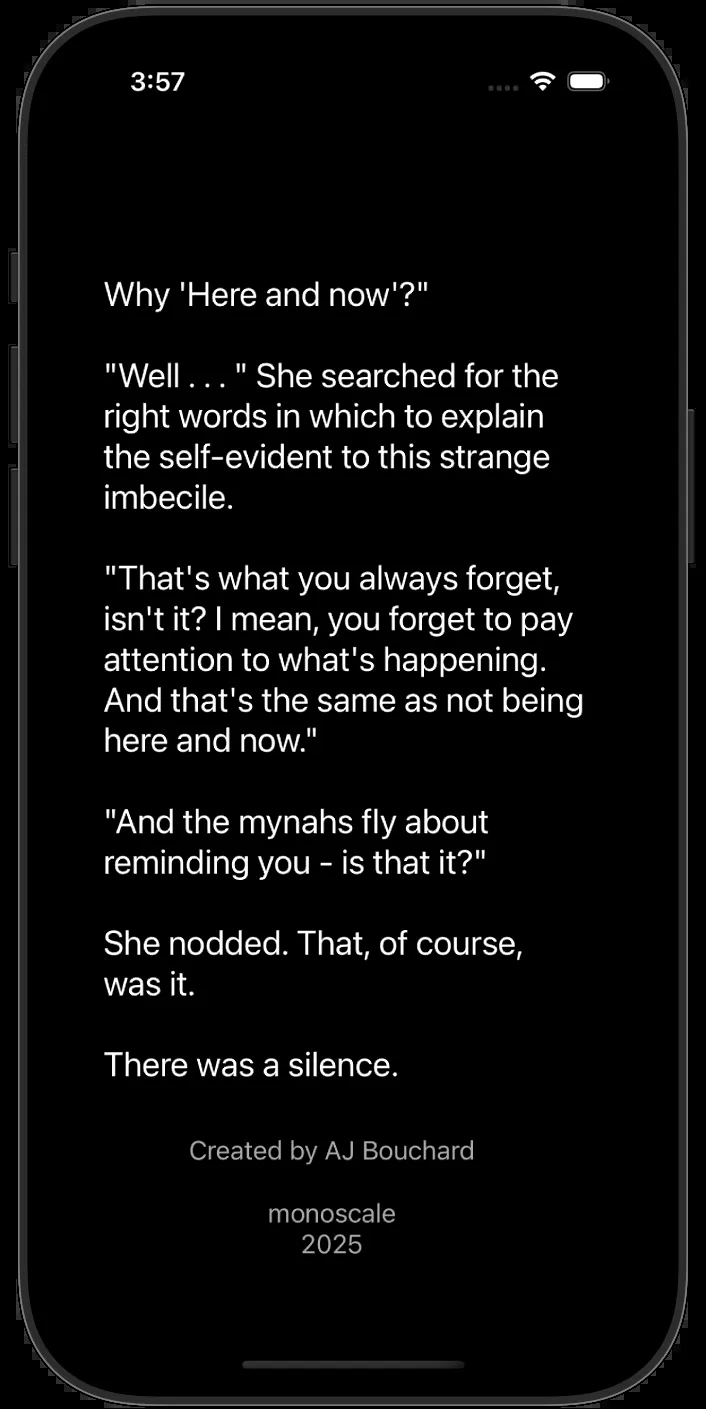 3:57
Why 'Here and now'?"
"Well . . . " She searched for the
right words in which to explain
the self-evident to this strange
imbecile.
"That's what you always forget,
isn't it? I mean, you forget to pay
attention to what's happening.
And that's the same as not being
here and now."
"And the mynahs fly about
reminding you - is that it?"
She nodded. That, of course,
was it.
There was a silence.
Created by AJ Bouchard
monoscale
2025